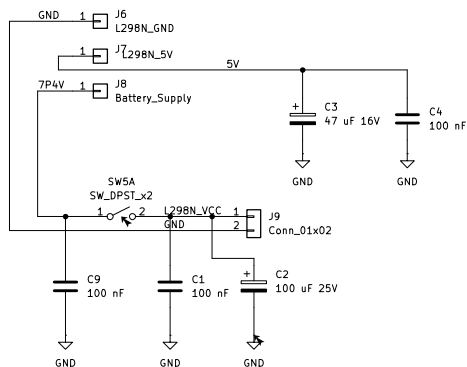 GND 1 J6
L298N_GND
1 J7 L298N_5V
5V
7P4V 1 J8
Battery_Supply
+ C3
47 uF 16V
C4
100 nF
GND
GND
SW5A
SW_DPST_x2
1 2 L298N_VCC 1 J9
GND 2 Conn_01x02
C9
100 nF
C1
100 nF
+ C2
100 uF 25V
GND
GND
GND